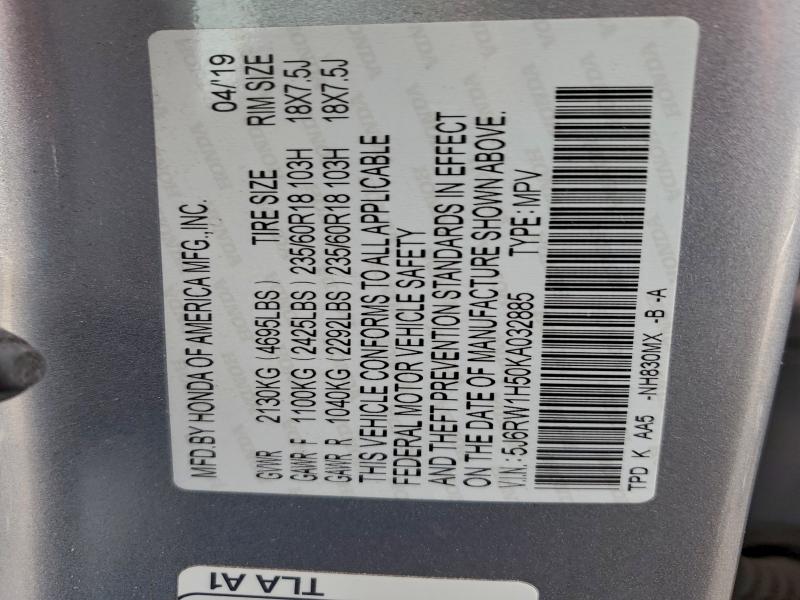 MFD. BY HONDA OF AMERICA MFG., INC. 04/'19
GVWR 2130KG (4695LBS) TIRE SIZE RIM SIZE
GAWR F 1100KG (2425LBS) 235/60R18 103H 18X7.5J
GAWR R 1040KG (2292LBS) 235/60R18 103H 18X7.5J
THIS VEHICLE CONFORMS TO ALL APPLICABLE
FEDERAL MOTOR VEHICLE SAFETY
AND THEFT PREVENTION STANDARDS IN EFFECT
ON THE DATE OF MANUFACTURE SHOWN ABOVE.
V.I.N.: 5J6RW1H50KA032885 TYPE: MPV
TPD K AA5 -NH830MX -B -A
TLA A1